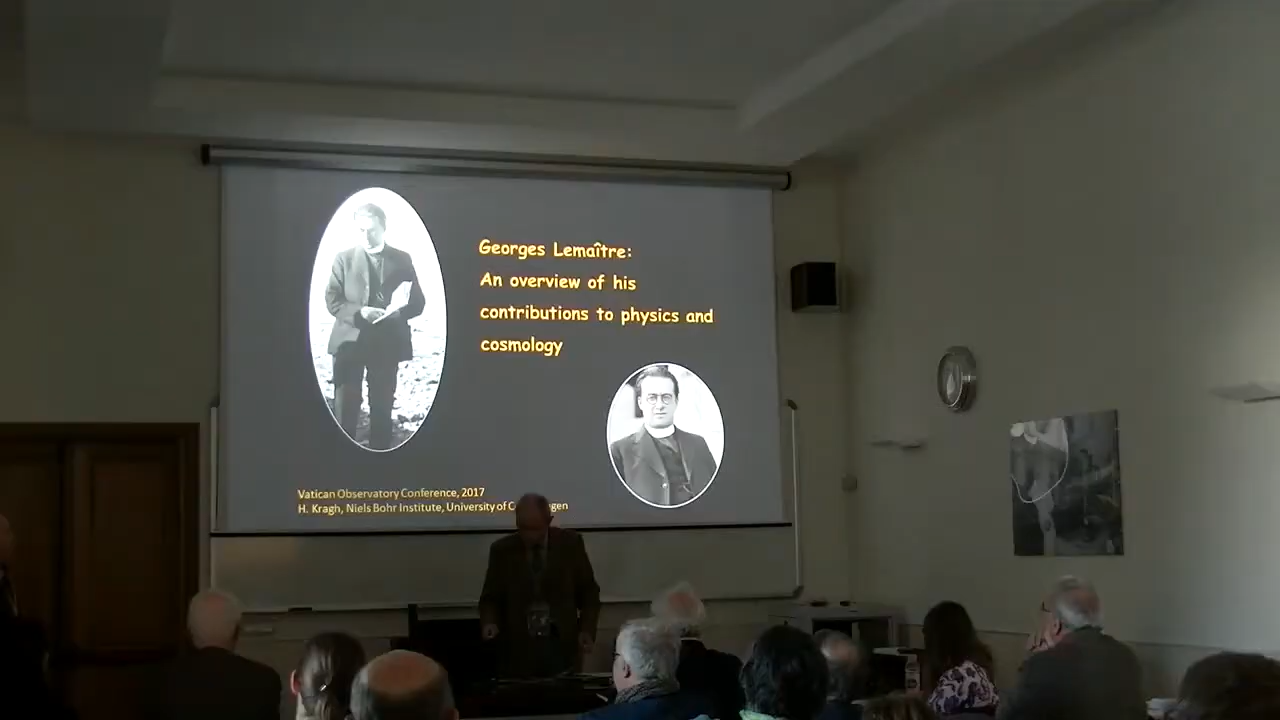 Georges Lemaître:
An overview of his
contributions to physics and
cosmology
Vatican Observatory Conference, 2017
H. Kragh, Niels Bohr Institute, University of